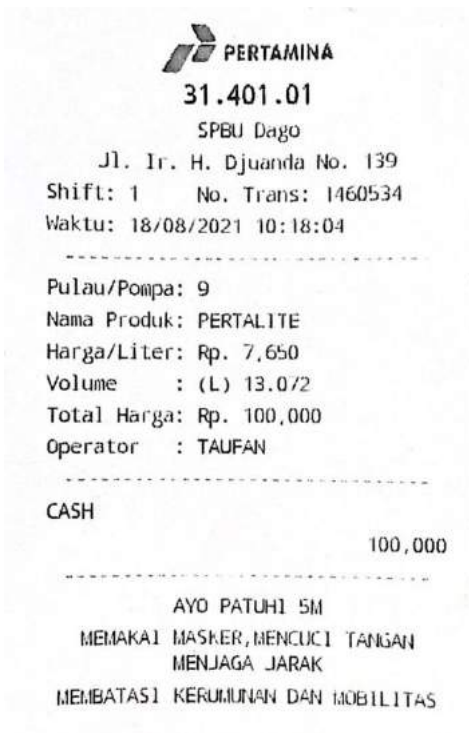 PERTAMINA
31.401.01
SPBU Dago
Jl. Ir. H. Djuanda No. 139
Shift: 1 No. Trans: 1460534
Waktu: 18/08/2021 10:18:04
Pulau/Pompa: 9
Nama Produk: PERTALITE
Harga/Liter: Rp. 7,650
Volume : (L) 13.072
Total Harga: Rp. 100,000
Operator : TAUFAN
CASH
100,000
AYO PATUHI 5M
MEMAKAI MASKER,MENCUCI TANGAN
MENJAGA JARAK
MEMBATASI KERUMUNAN DAN MOBILITAS